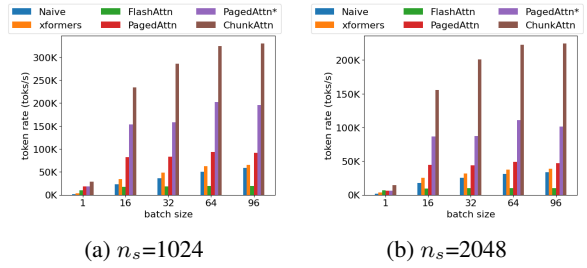 Naive FlashAttn PagedAttn*
xformers PagedAttn ChunkAttn
300K
250K
200K
150K
100K
50K
0K
token rate (toks/s)
1 16 32 64 96
batch size
(a) nₛ=1024
Naive FlashAttn PagedAttn*
xformers PagedAttn ChunkAttn
200K
150K
100K
50K
0K
token rate (toks/s)
1 16 32 64 96
batch size
(b) nₛ=2048